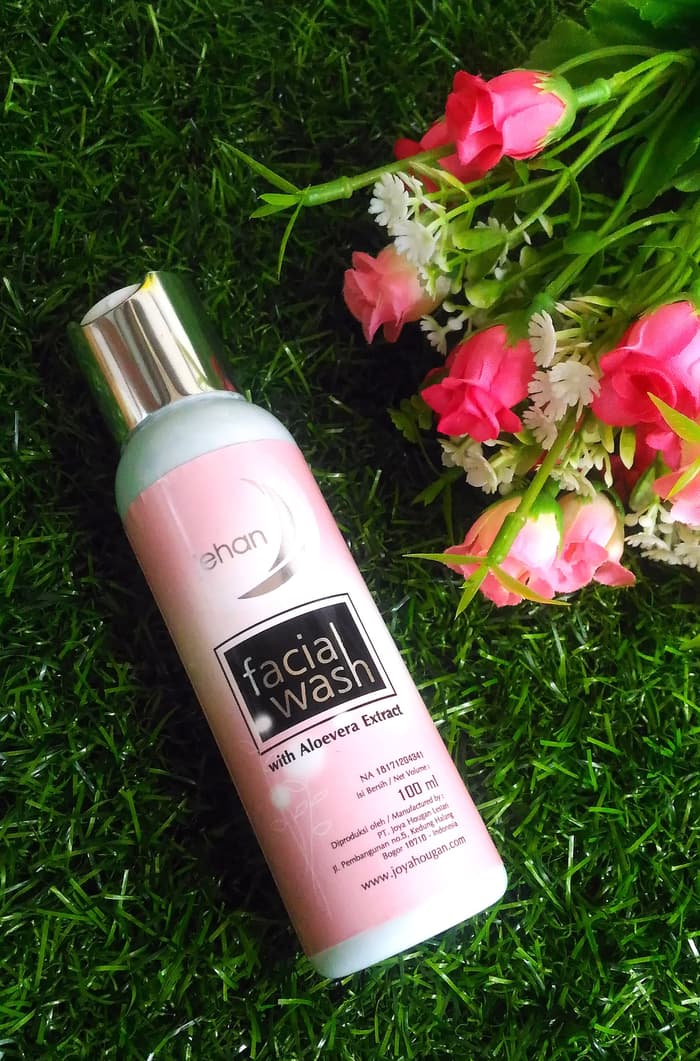 ehan
facial
wash
with Aloevera Extract
NA 18171204841
Isi Bersih / Net Volume :
100 ml
Diproduksi oleh / Manufactured by :
PT. Joya Hougan Lestari
Jl. Pembangunan no.5, Kedung Halang
Bogor 16710 - Indonesia
www.joyahougan.com